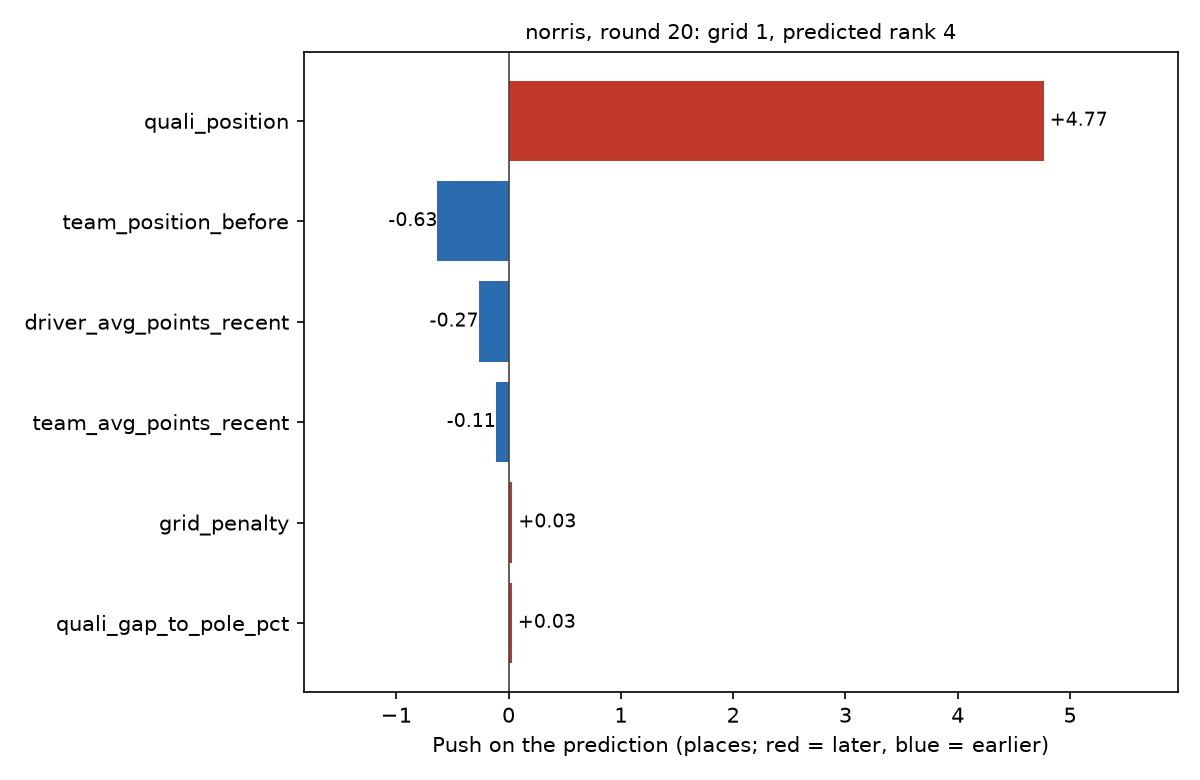 norris, round 20: grid 1, predicted rank 4
quali_position
+4.77
team_position_before
-0.63
driver_avg_points_recent
-0.27
team_avg_points_recent
-0.11
grid_penalty
+0.03
quali_gap_to_pole_pct
+0.03
−1 0 1 2 3 4 5
Push on the prediction (places; red = later, blue = earlier)